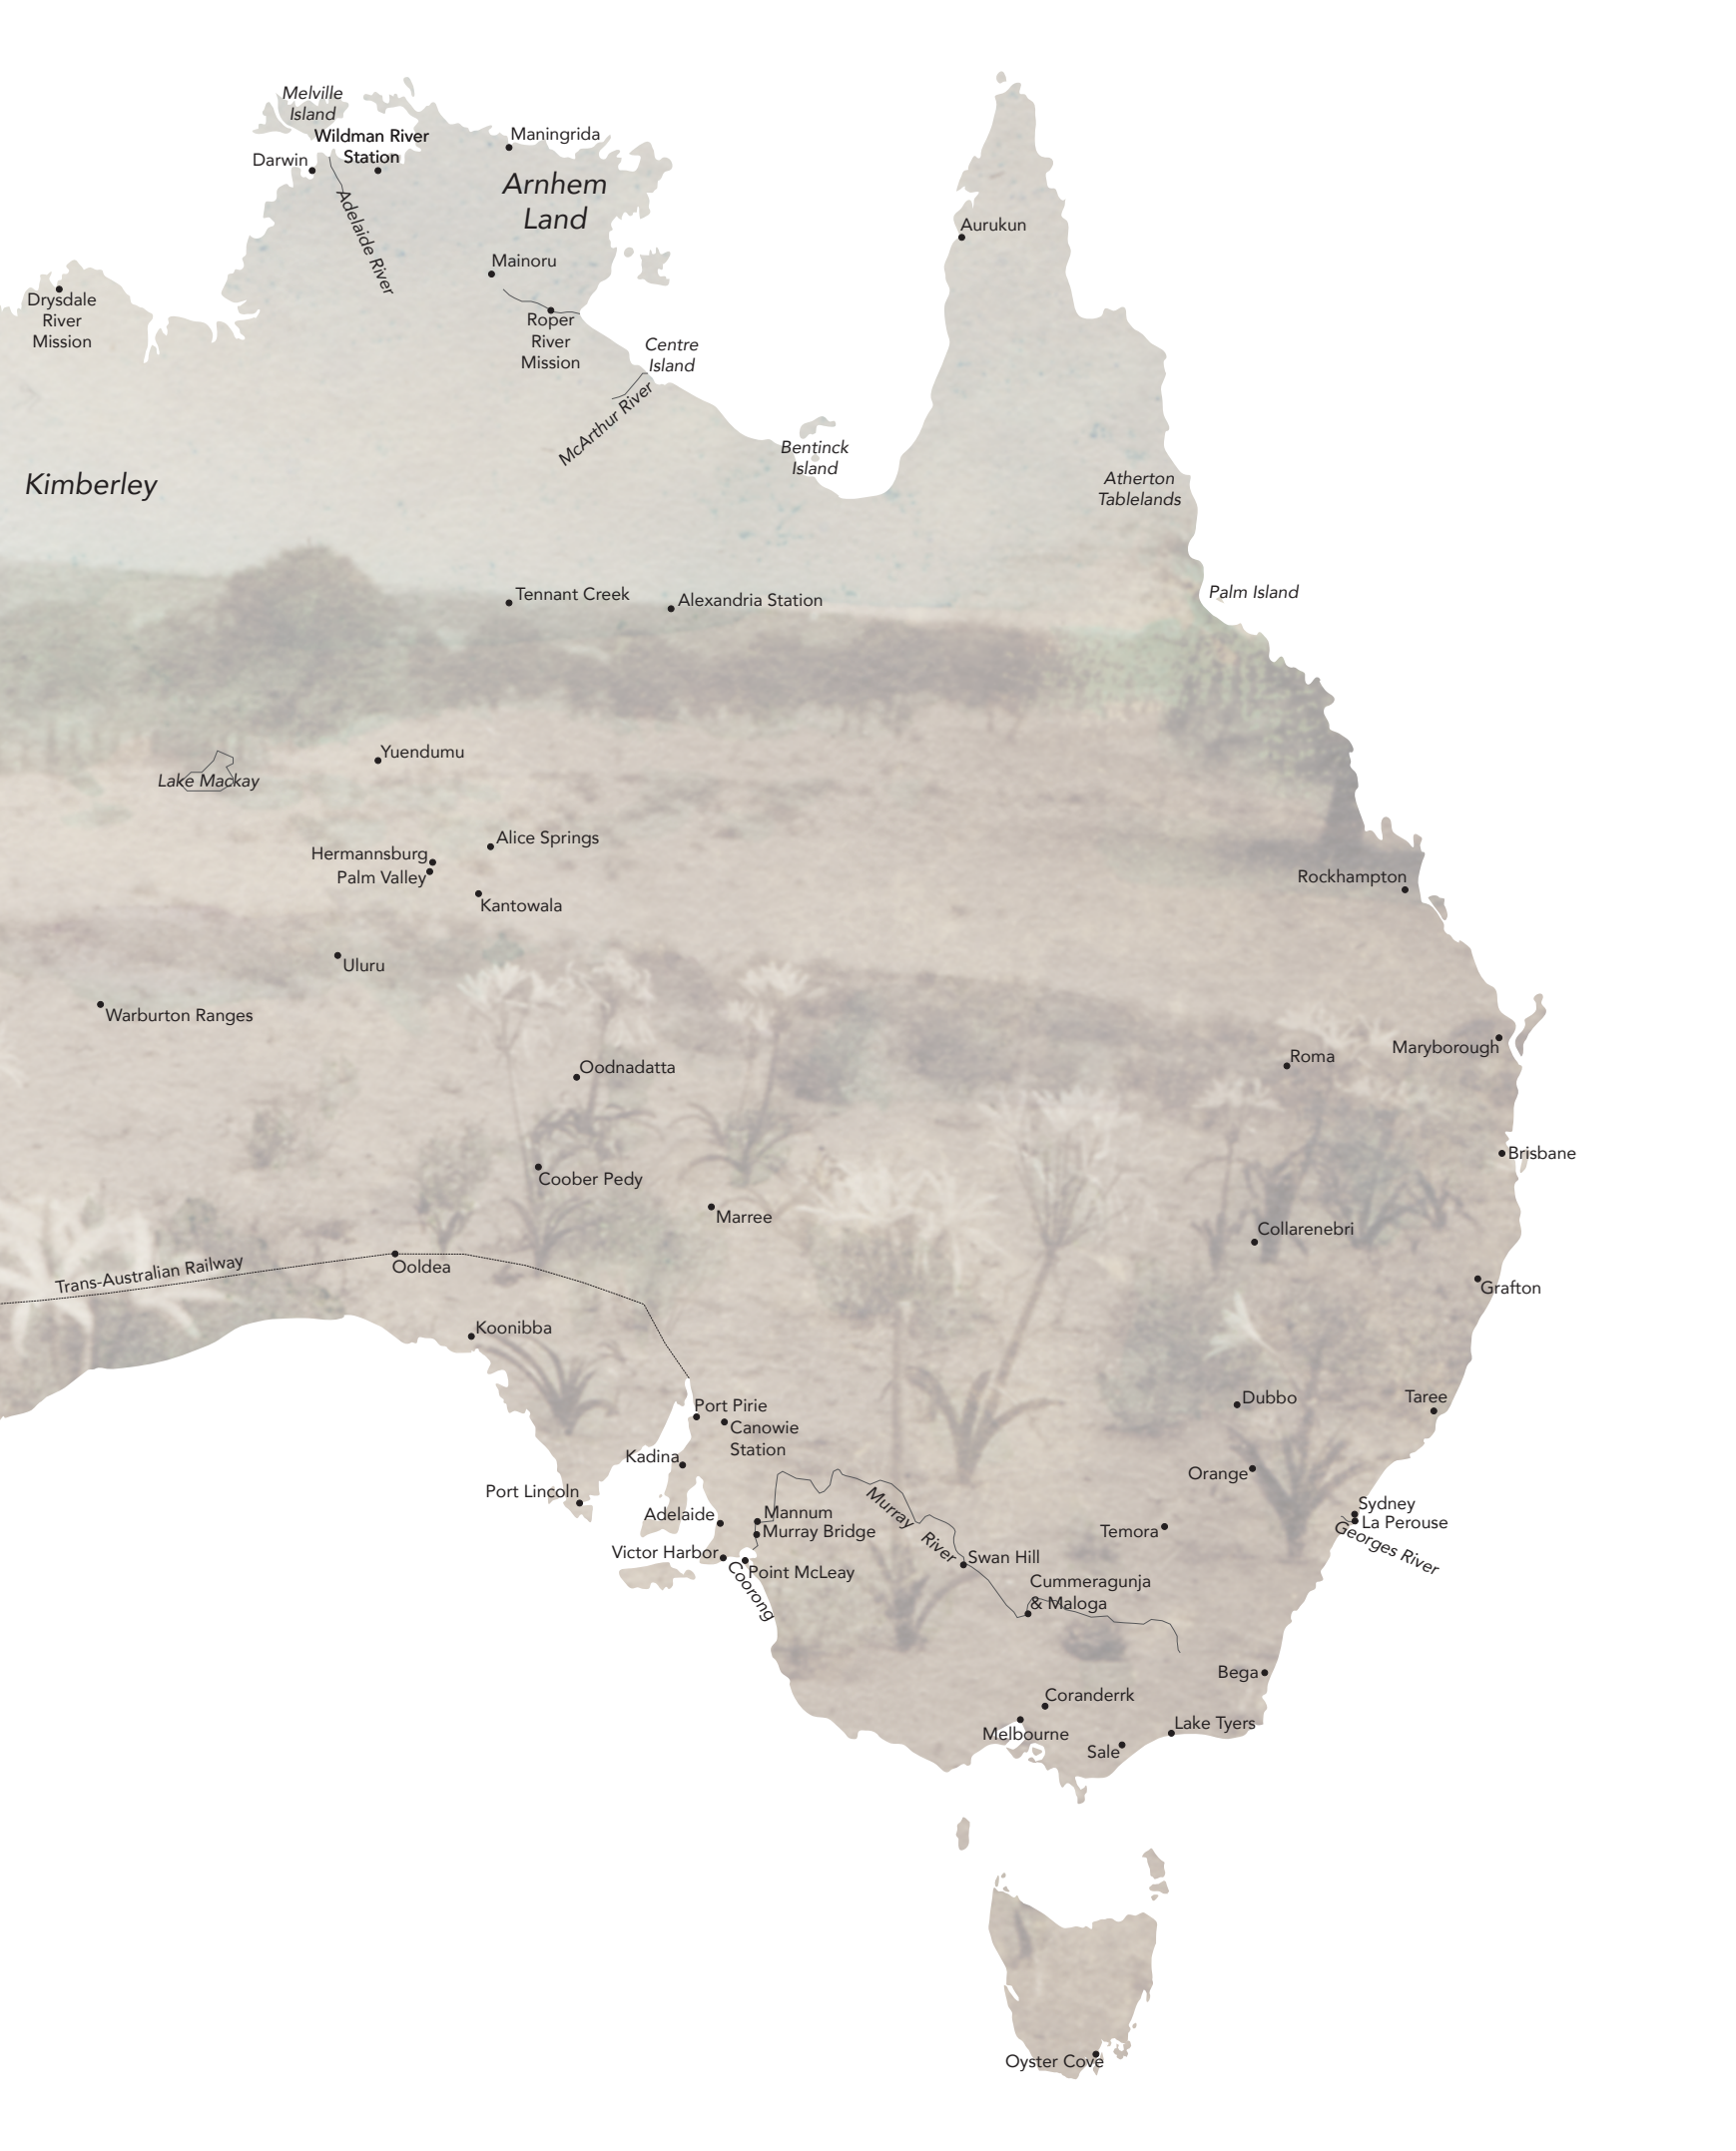 Melville
Island
Wildman River
Station
Darwin
Maningrida
Arnhem
Land
Adelaide River
Aurukun
Mainoru
Drysdale
River
Mission
Roper
River
Mission
Centre
Island
McArthur River
Bentinck
Island
Kimberley
Atherton
Tablelands
Palm Island
Tennant Creek
Alexandria Station
Yuendumu
Lake Mackay
Alice Springs
Hermannsburg
Palm Valley
Kantowala
Rockhampton
Uluru
Warburton Ranges
Maryborough
Roma
Oodnadatta
Brisbane
Coober Pedy
Marree
Collarenebri
Trans-Australian Railway
Ooldea
Grafton
Koonibba
Port Pirie
Canowie
Station
Dubbo
Taree
Kadina
Orange
Port Lincoln
Murray
River
Sydney
La Perouse
Georges River
Adelaide
Mannum
Murray Bridge
Temora
Victor Harbor
Point McLeay
Coorong
Swan Hill
Cummeragunja
& Maloga
Bega
Coranderrk
Melbourne
Lake Tyers
Sale
Oyster Cove